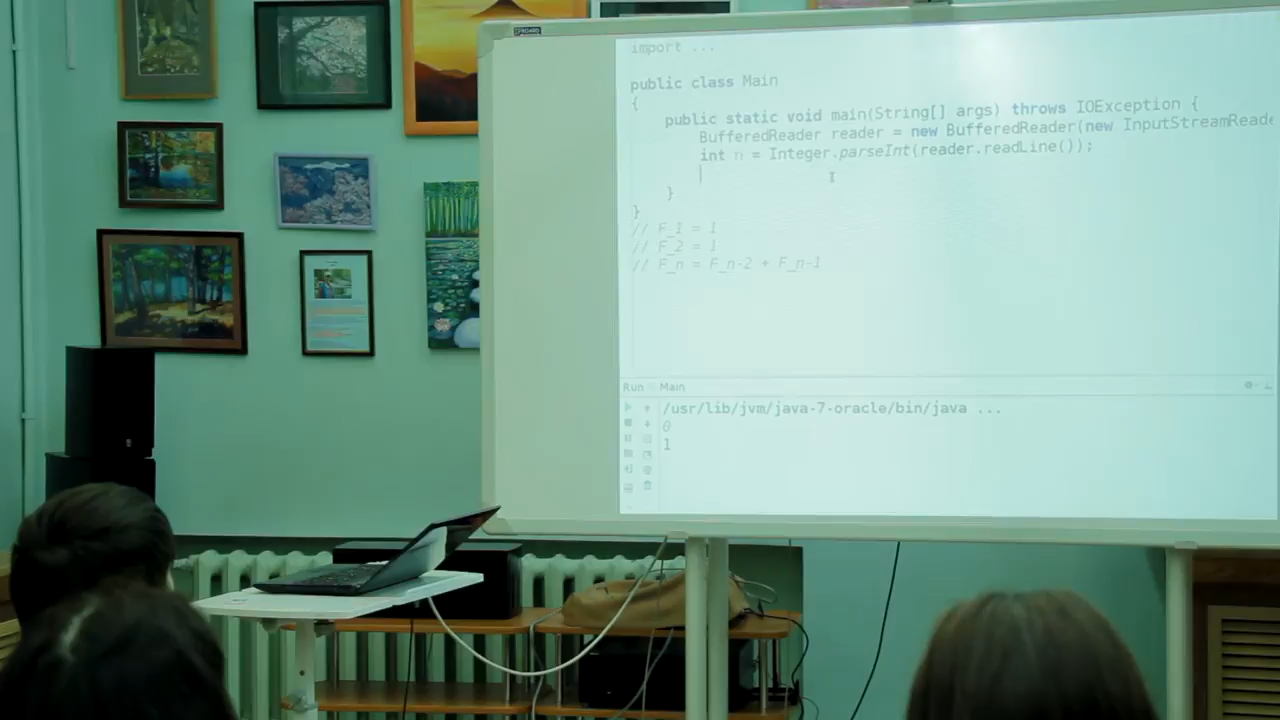 import ...
public class Main
{
public static void main(String[] args) throws IOException {
BufferedReader reader = new BufferedReader(new InputStreamReade
int n = Integer.parseInt(reader.readLine());
}
}
// F_1 = 1
// F_2 = 1
// F_n = F_n-2 + F_n-1
Run Main
/usr/lib/jvm/java-7-oracle/bin/java ...
0
1